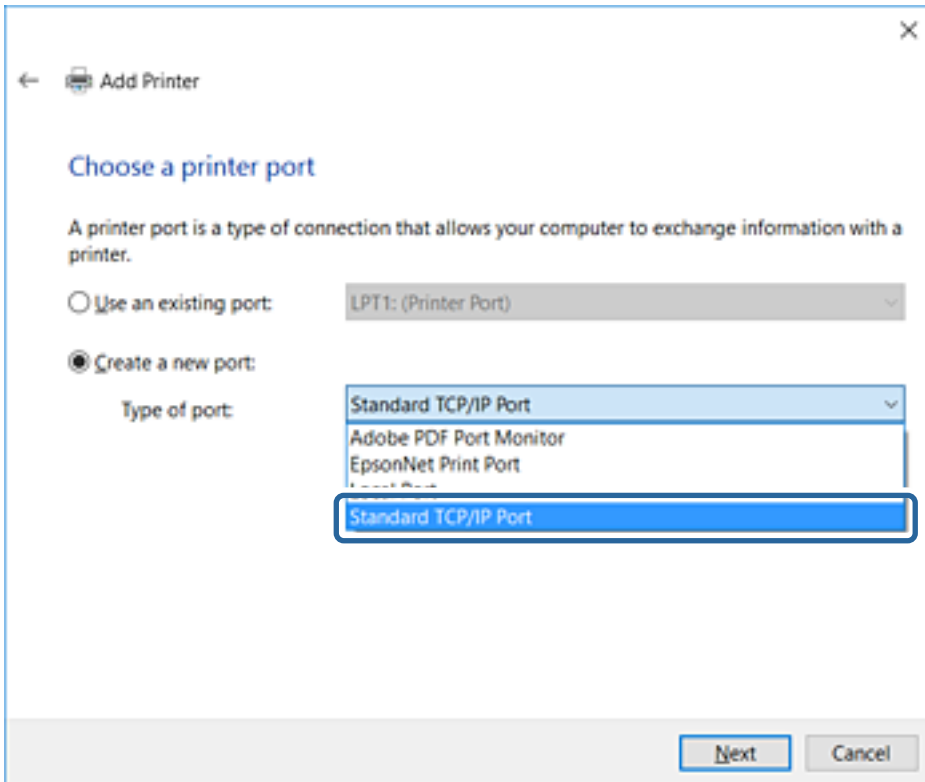 Add Printer
Choose a printer port
A printer port is a type of connection that allows your computer to exchange information with a
printer.
Use an existing port:
LPT1: (Printer Port)
Create a new port:
Type of port:
Standard TCP/IP Port
Adobe PDF Port Monitor
EpsonNet Print Port
Local Port
Standard TCP/IP Port
Next
Cancel